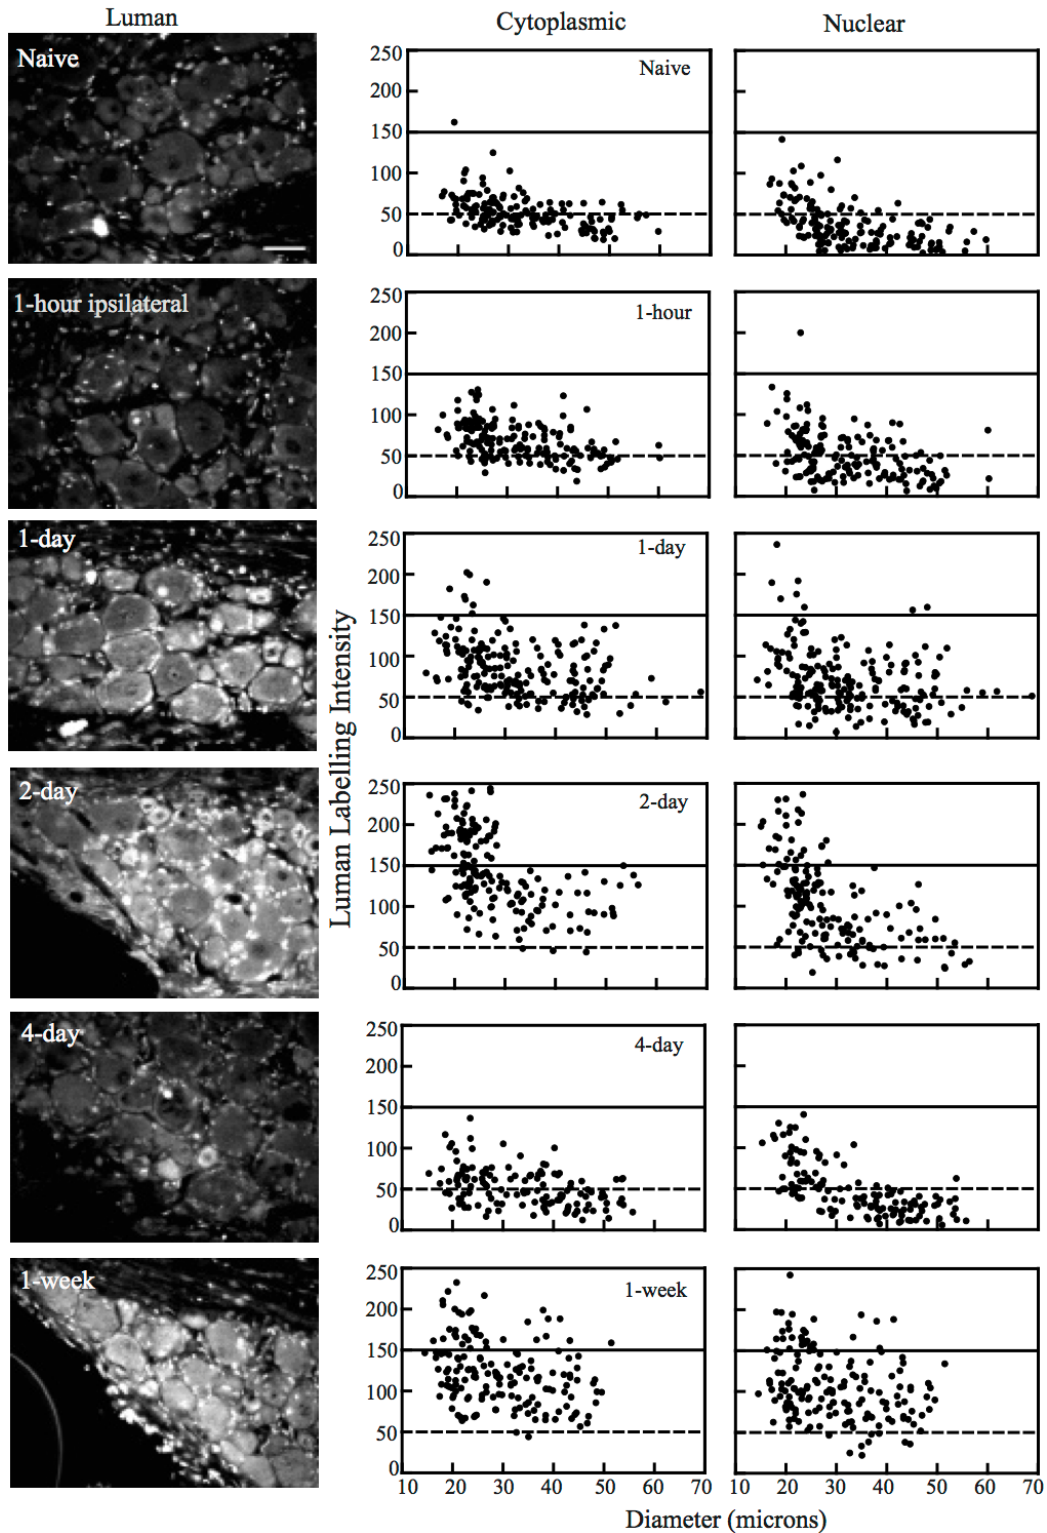 Luman
Cytoplasmic
Nuclear
Naive
Naive
250
200
150
100
50
0
1-hour ipsilateral
1-hour
250
200
150
100
50
0
1-day
1-day
250
200
150
100
50
0
Luman Labelling Intensity
2-day
2-day
250
200
150
100
50
0
4-day
4-day
250
200
150
100
50
0
1-week
1-week
250
200
150
100
50
0
10 20 30 40 50 60 70
10 20 30 40 50 60 70
Diameter (microns)